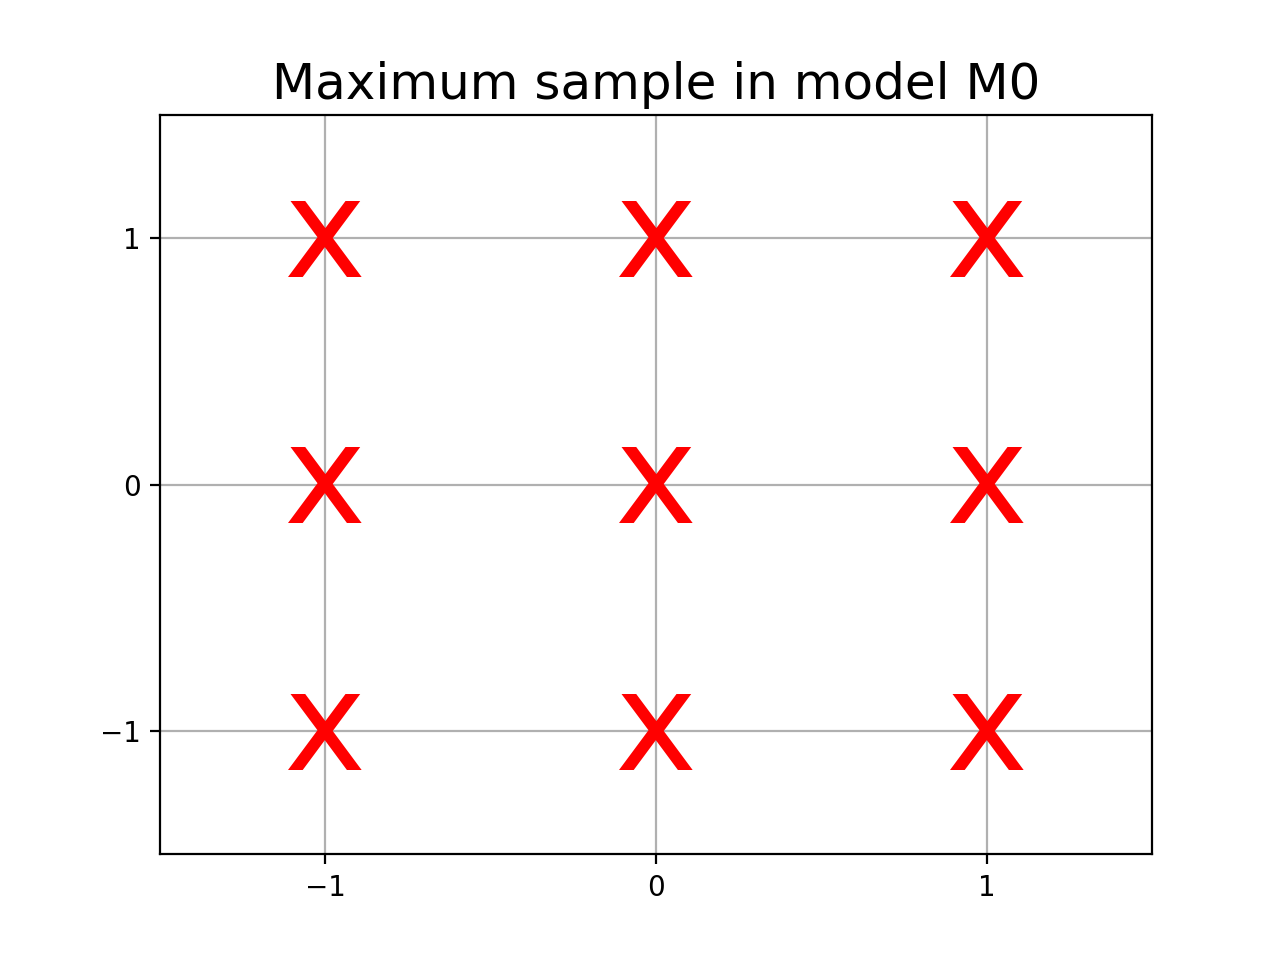 Maximum sample in model M0
1
X X X
0
X X X
−1
X X X
−1 0 1